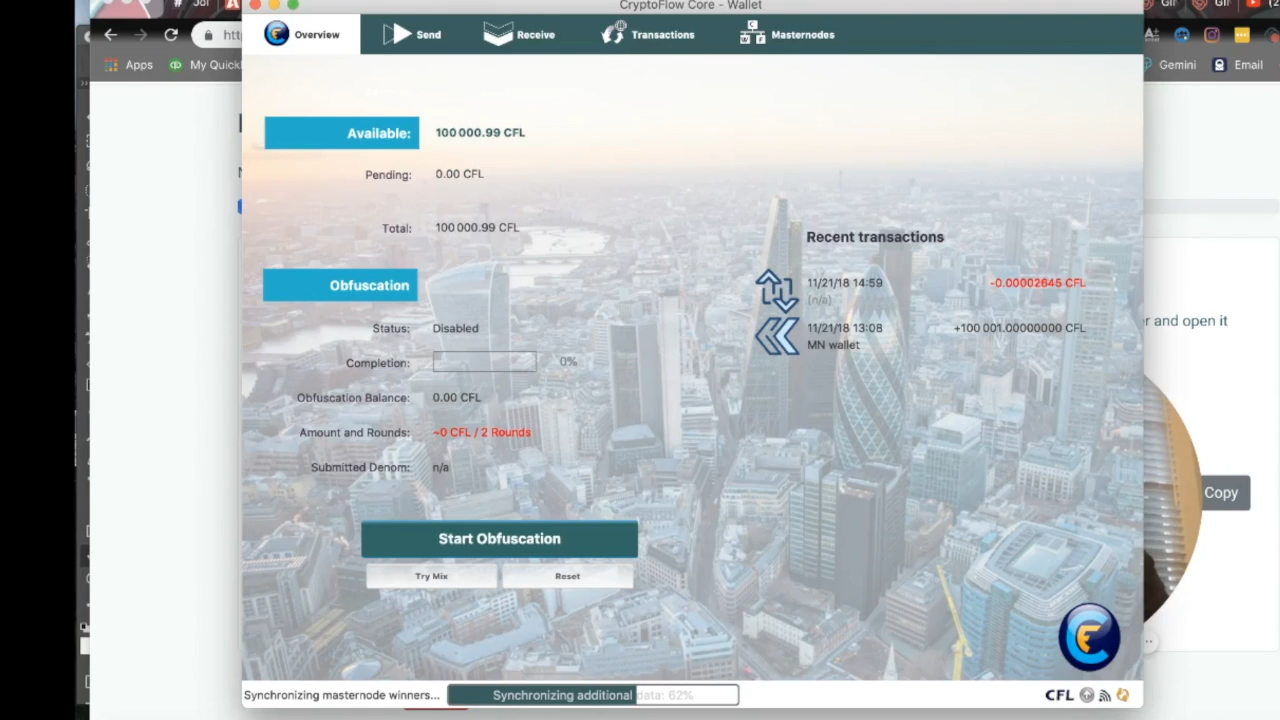 CryptoFlow Core - Wallet
Overview
Send
Receive
Transactions
Masternodes
Apps
My Quick
Gemini
Email
Available: 100 000.99 CFL
Pending: 0.00 CFL
Total: 100 000.99 CFL
Recent transactions
11/21/18 14:59 -0.00002645 CFL
(n/a)
11/21/18 13:08 +100 001.00000000 CFL
MN wallet
Obfuscation
Status: Disabled
Completion: 0%
Obfuscation Balance: 0.00 CFL
Amount and Rounds: ~0 CFL / 2 Rounds
Submitted Denom: n/a
Start Obfuscation
Try Mix
Reset
r and open it
Copy
Synchronizing masternode winners...
Synchronizing additional data: 62%
CFL